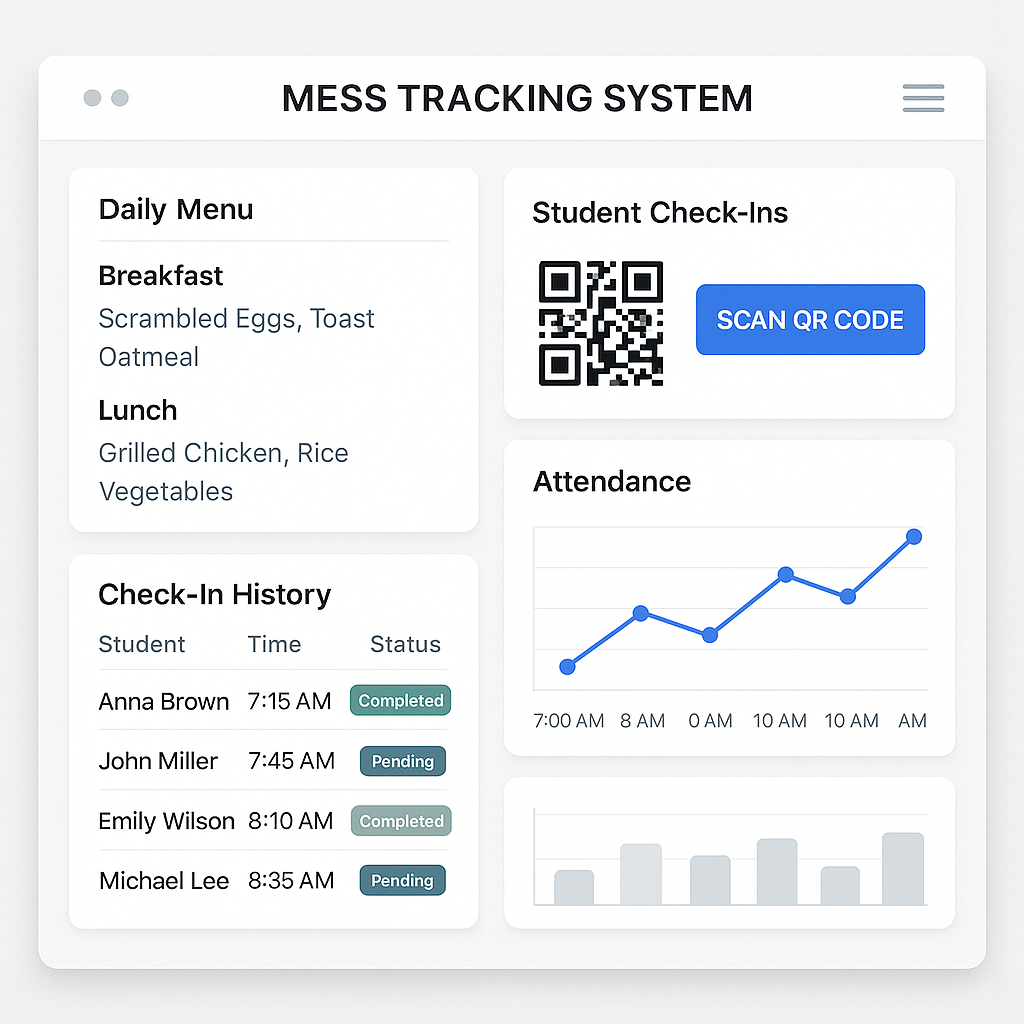 MESS TRACKING SYSTEM
Daily Menu
Breakfast
Scrambled Eggs, Toast
Oatmeal
Lunch
Grilled Chicken, Rice
Vegetables
Check-In History
Student Time Status
Anna Brown 7:15 AM Completed
John Miller 7:45 AM Pending
Emily Wilson 8:10 AM Completed
Michael Lee 8:35 AM Pending
Student Check-Ins
SCAN QR CODE
Attendance
7:00 AM 8 AM 0 AM 10 AM 10 AM AM